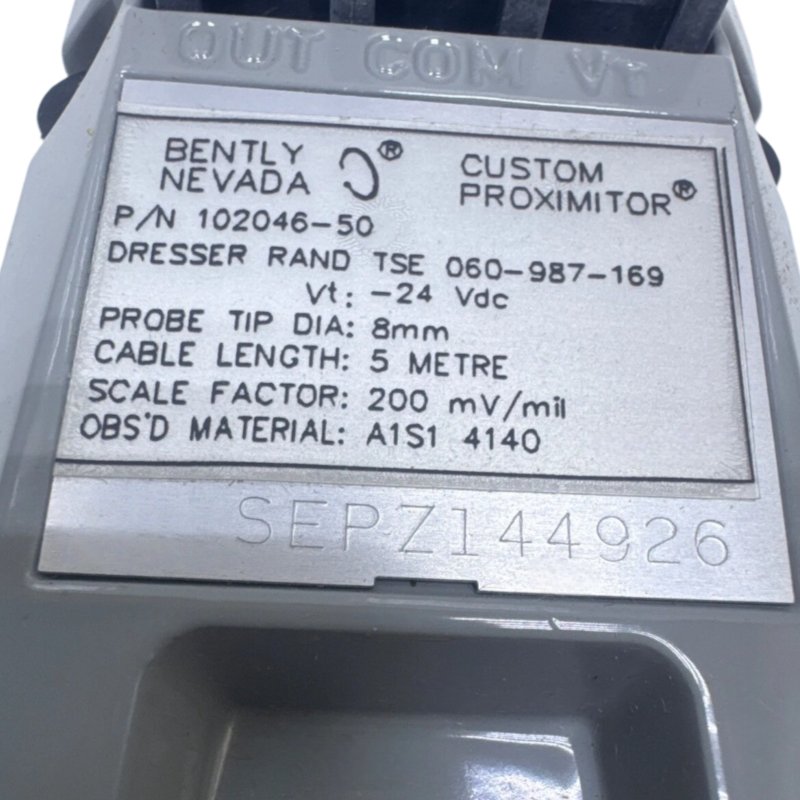 OUT COM VT
BENTLY NEVADA ® CUSTOM PROXIMITOR®
P/N 102046-50
DRESSER RAND TSE 060-987-169
Vt: -24 Vdc
PROBE TIP DIA: 8mm
CABLE LENGTH: 5 METRE
SCALE FACTOR: 200 mV/mil
OBS'D MATERIAL: A1S1 4140
SEPZ144926